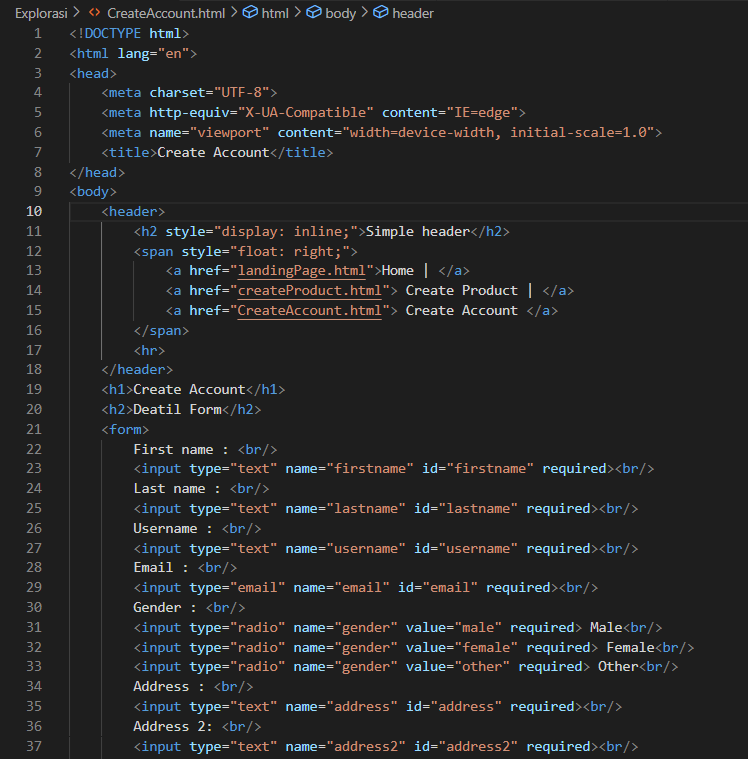 Explorasi > <> CreateAccount.html > html > body > header
1 <!DOCTYPE html>
2 <html lang="en">
3 <head>
4 <meta charset="UTF-8">
5 <meta http-equiv="X-UA-Compatible" content="IE=edge">
6 <meta name="viewport" content="width=device-width, initial-scale=1.0">
7 <title>Create Account</title>
8 </head>
9 <body>
10 <header>
11 <h2 style="display: inline;">Simple header</h2>
12 <span style="float: right;">
13 <a href="landingPage.html">Home | </a>
14 <a href="createProduct.html"> Create Product | </a>
15 <a href="CreateAccount.html"> Create Account </a>
16 </span>
17 <hr>
18 </header>
19 <h1>Create Account</h1>
20 <h2>Deatil Form</h2>
21 <form>
22 First name : <br/>
23 <input type="text" name="firstname" id="firstname" required><br/>
24 Last name : <br/>
25 <input type="text" name="lastname" id="lastname" required><br/>
26 Username : <br/>
27 <input type="text" name="username" id="username" required><br/>
28 Email : <br/>
29 <input type="email" name="email" id="email" required><br/>
30 Gender : <br/>
31 <input type="radio" name="gender" value="male" required> Male<br/>
32 <input type="radio" name="gender" value="female" required> Female<br/>
33 <input type="radio" name="gender" value="other" required> Other<br/>
34 Address : <br/>
35 <input type="text" name="address" id="address" required><br/>
36 Address 2: <br/>
37 <input type="text" name="address2" id="address2" required><br/>